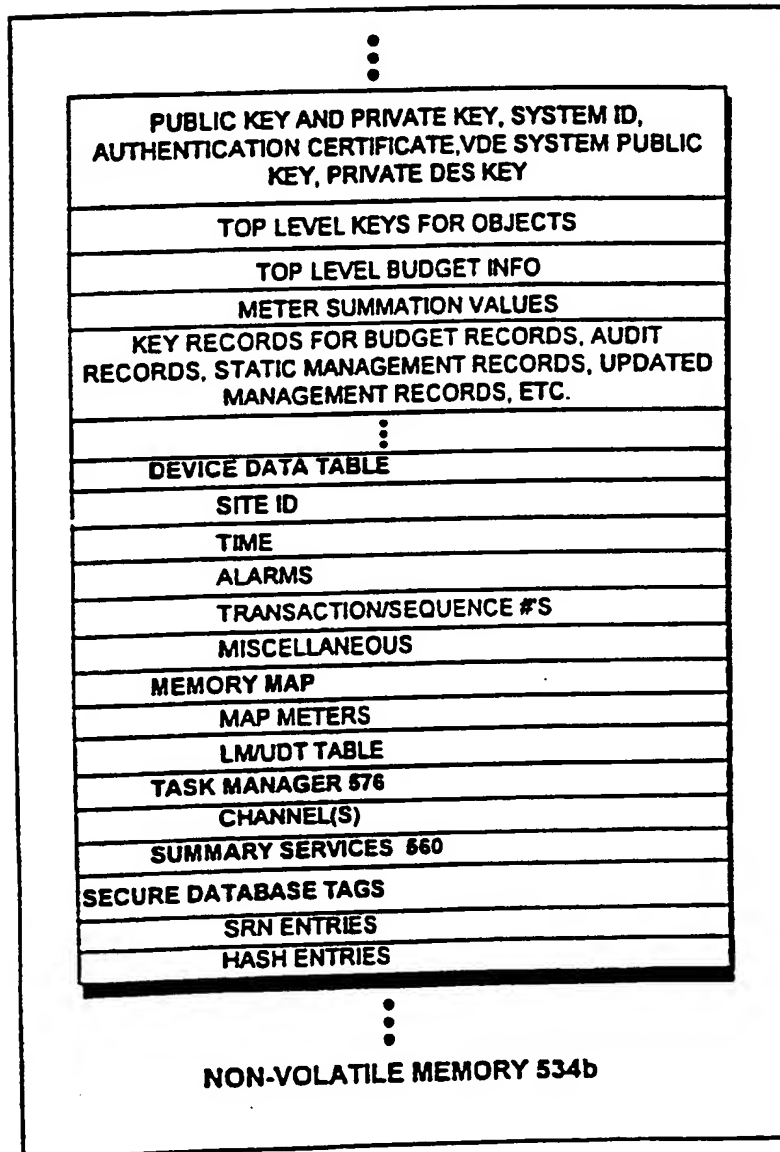 PUBLIC KEY AND PRIVATE KEY, SYSTEM ID,
AUTHENTICATION CERTIFICATE,VDE SYSTEM PUBLIC
KEY, PRIVATE DES KEY
TOP LEVEL KEYS FOR OBJECTS
TOP LEVEL BUDGET INFO
METER SUMMATION VALUES
KEY RECORDS FOR BUDGET RECORDS, AUDIT
RECORDS, STATIC MANAGEMENT RECORDS, UPDATED
MANAGEMENT RECORDS, ETC.
DEVICE DATA TABLE
SITE ID
TIME
ALARMS
TRANSACTION/SEQUENCE #'S
MISCELLANEOUS
MEMORY MAP
MAP METERS
LM/UDT TABLE
TASK MANAGER 576
CHANNEL(S)
SUMMARY SERVICES 560
SECURE DATABASE TAGS
SRN ENTRIES
HASH ENTRIES
NON-VOLATILE MEMORY 534b